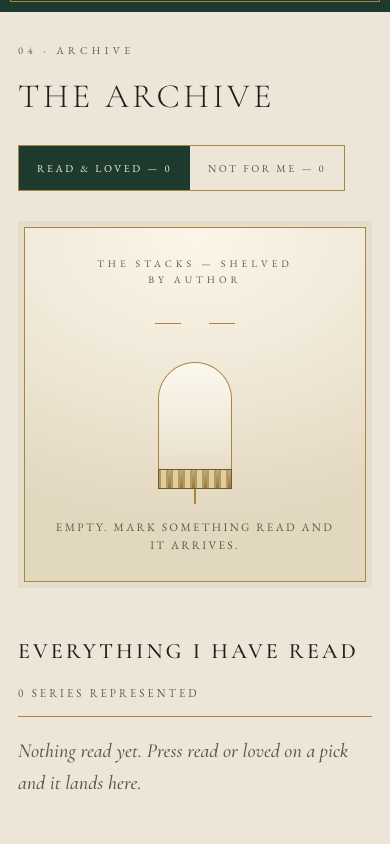 04 · ARCHIVE
THE ARCHIVE
READ & LOVED — 0
NOT FOR ME — 0
THE STACKS — SHELVED
BY AUTHOR
EMPTY. MARK SOMETHING READ AND
IT ARRIVES.
EVERYTHING I HAVE READ
0 SERIES REPRESENTED
Nothing read yet. Press read or loved on a pick
and it lands here.